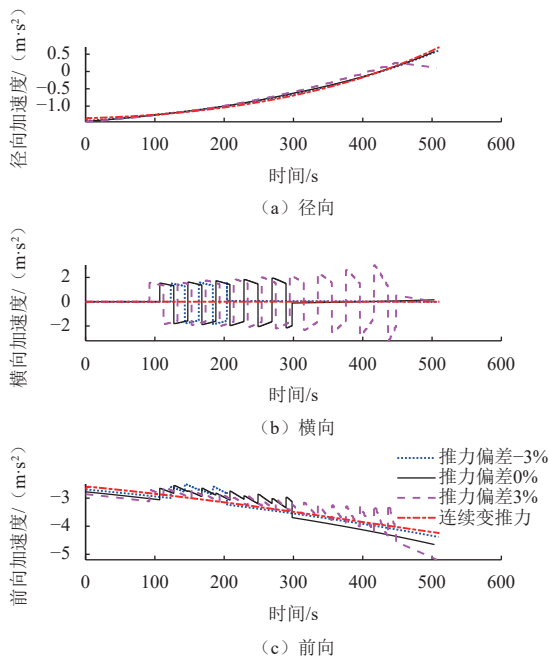 径向加速度/（m·s²）
0.5
0
−1.0
0 100 200 300 400 500 600
时间/s
（a）径向
横向加速度/（m·s²）
2
0
−2
0 100 200 300 400 500 600
时间/s
（b）横向
推力偏差−3%
推力偏差0%
推力偏差3%
连续变推力
前向加速度/（m·s²）
−3
−4
−5
0 100 200 300 400 500 600
时间/s
（c）前向